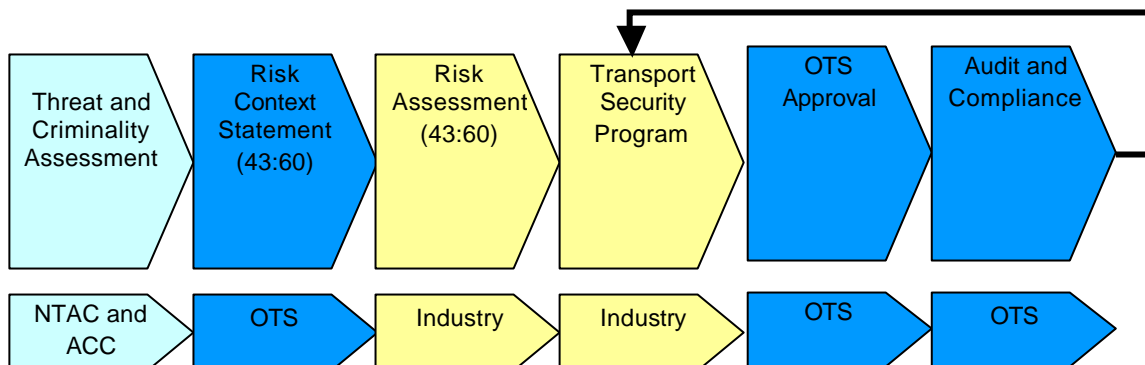 Threat and
Criminality
Assessment
Risk
Context
Statement
(43:60)
Risk
Assessment
(43:60)
Transport
Security
Program
OTS
Approval
Audit and
Compliance
NTAC and
ACC
OTS
Industry
Industry
OTS
OTS